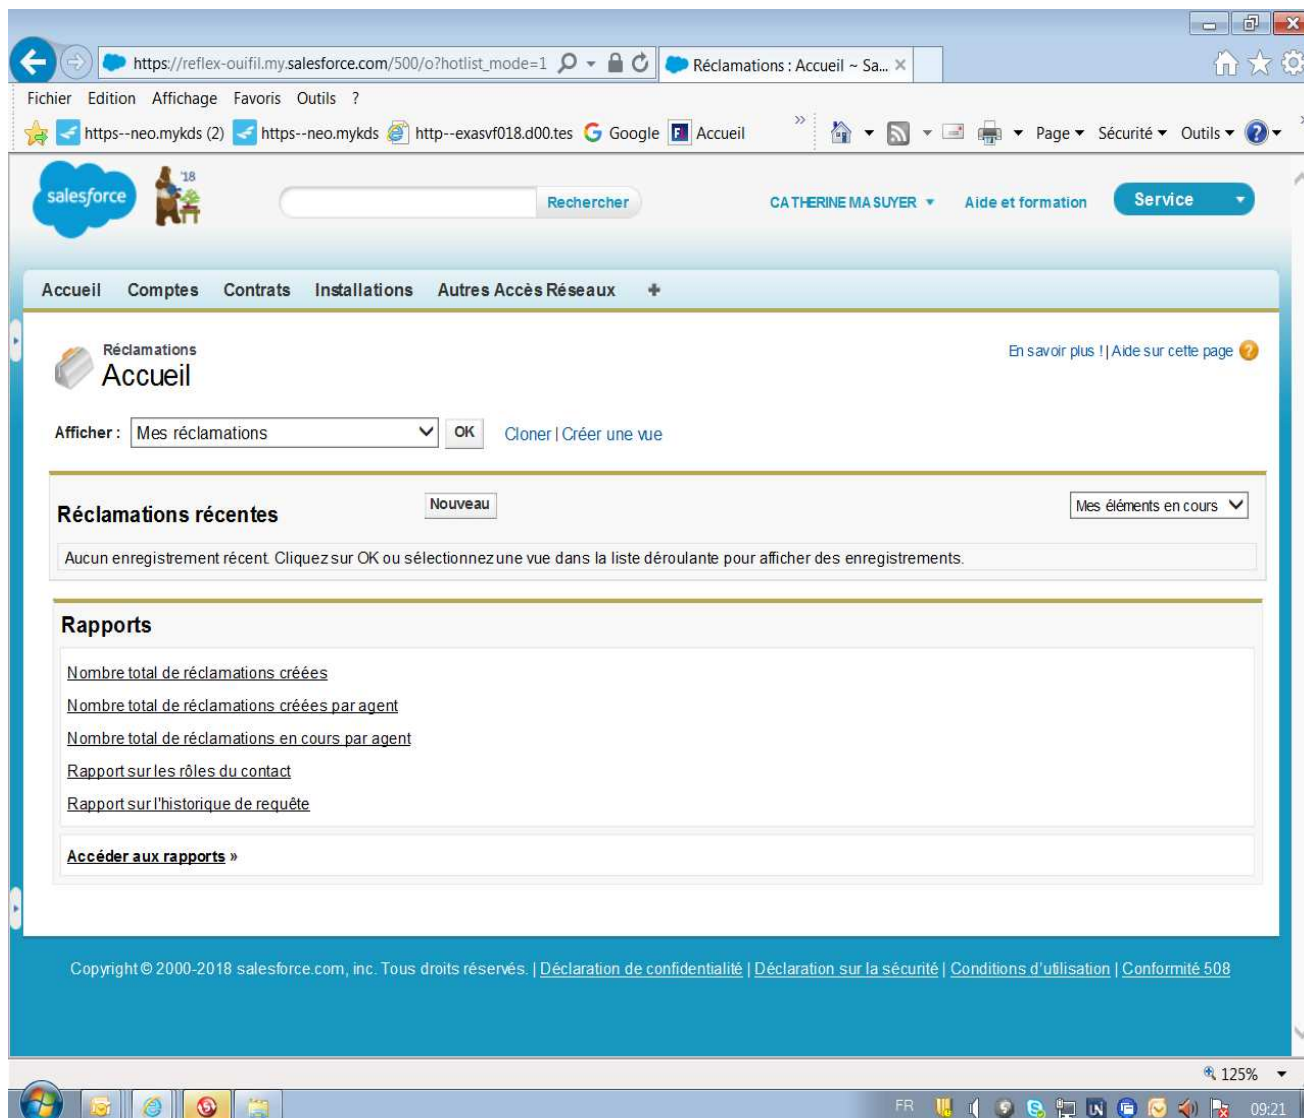 https://reflex-ouifil.my.salesforce.com/500/o?hotlist_mode=1
Réclamations : Accueil ~ Sa...
Fichier Edition Affichage Favoris Outils ?
https--neo.mykds (2) https--neo.mykds http--exasvf018.d00.tes Google Accueil » Page Sécurité Outils
salesforce '18 Rechercher CATHERINE MASUYER Aide et formation Service
Accueil Comptes Contrats Installations Autres Accès Réseaux +
Réclamations
Accueil
En savoir plus ! | Aide sur cette page ?
Afficher : Mes réclamations OK Cloner | Créer une vue
Réclamations récentes Nouveau Mes éléments en cours
Aucun enregistrement récent. Cliquez sur OK ou sélectionnez une vue dans la liste déroulante pour afficher des enregistrements.
Rapports
Nombre total de réclamations créées
Nombre total de réclamations créées par agent
Nombre total de réclamations en cours par agent
Rapport sur les rôles du contact
Rapport sur l'historique de requête
Accéder aux rapports »
Copyright © 2000-2018 salesforce.com, inc. Tous droits réservés. | Déclaration de confidentialité | Déclaration sur la sécurité | Conditions d'utilisation | Conformité 508
125%
FR 09:21